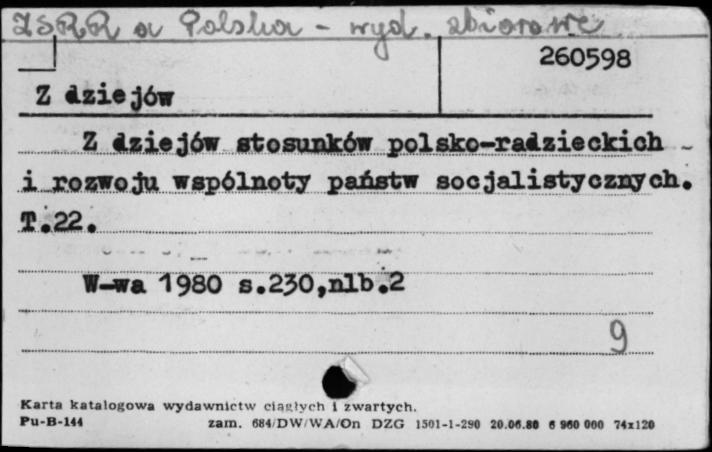 ZSRR a Polska - wyd. zbiorowe
260598
Z dziejów
Z dziejów stosunków polsko-radzieckich -
i rozwoju wspólnoty państw socjalistycznych.
T.22.
W-wa 1980 s.230,nlb.2
9
Karta katalogowa wydawnictw ciągłych i zwartych.
Pu-B-144 zam. 684/DW/WA/On DZG 1501-1-290 20.06.80 6 960 000 74x120